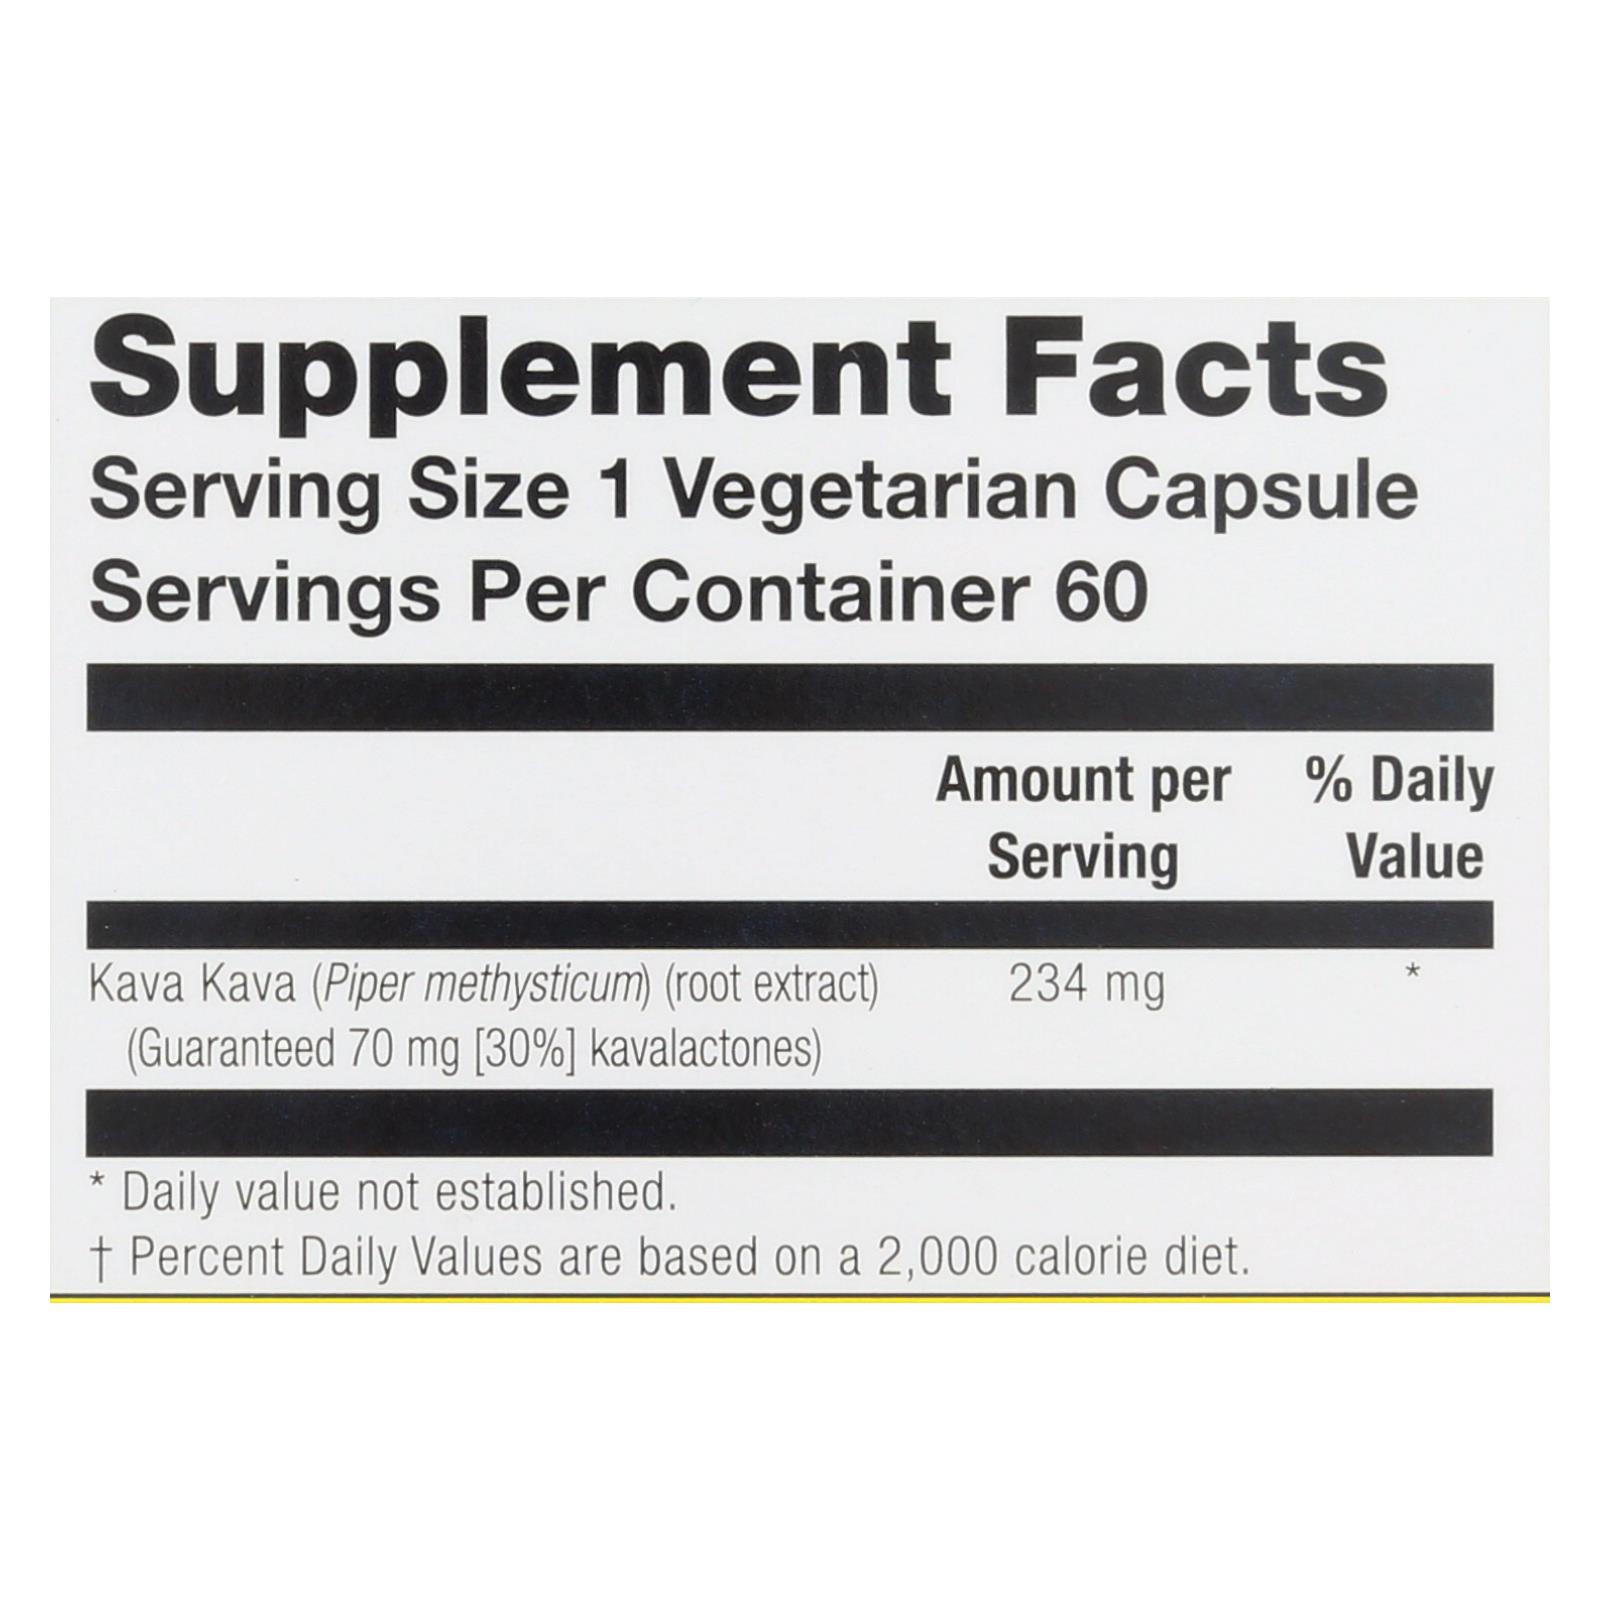 Supplement Facts
Serving Size 1 Vegetarian Capsule
Servings Per Container 60
Amount per % Daily
Serving Value
Kava Kava (Piper methysticum) (root extract) 234 mg *
(Guaranteed 70 mg [30%] kavalactones)
* Daily value not established.
† Percent Daily Values are based on a 2,000 calorie diet.